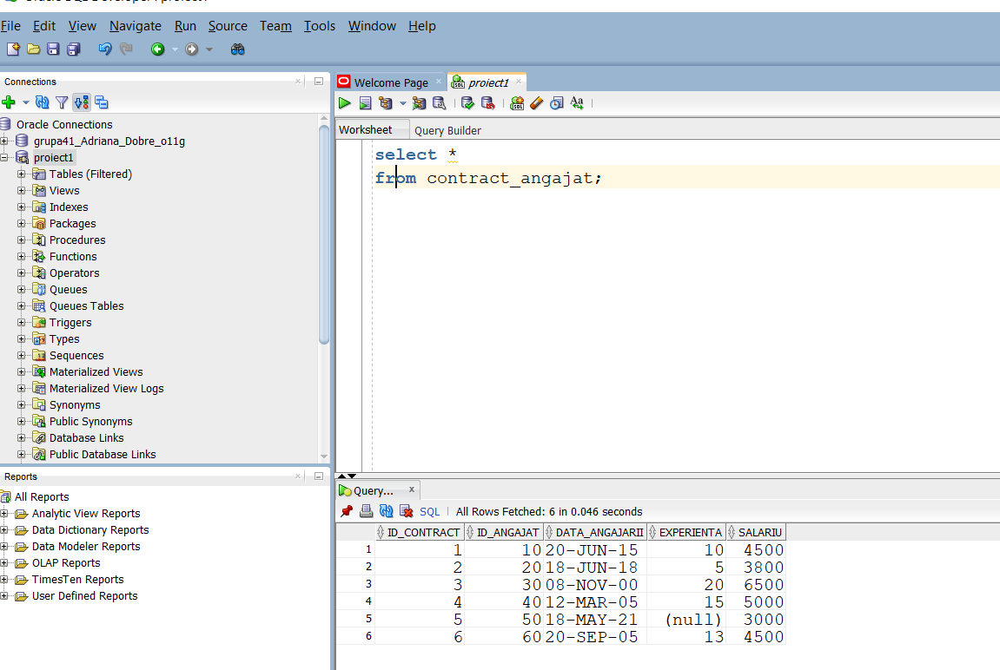 File Edit View Navigate Run Source Team Tools Window Help
Connections
Oracle Connections
grupa41_Adriana_Dobre_o11g
proiect1
Tables (Filtered)
Views
Indexes
Packages
Procedures
Functions
Operators
Queues
Queues Tables
Triggers
Types
Sequences
Materialized Views
Materialized View Logs
Synonyms
Public Synonyms
Database Links
Public Database Links
Reports
All Reports
Analytic View Reports
Data Dictionary Reports
Data Modeler Reports
OLAP Reports
TimesTen Reports
User Defined Reports
Welcome Page proiect1
Worksheet Query Builder
select *
from contract_angajat;
Query...
SQL All Rows Fetched: 6 in 0.046 seconds
ID_CONTRACT ID_ANGAJAT DATA_ANGAJARII EXPERIENTA SALARIU
1 1 10 20-JUN-15 10 4500
2 2 20 18-JUN-18 5 3800
3 3 30 08-NOV-00 20 6500
4 4 40 12-MAR-05 15 5000
5 5 50 18-MAY-21 (null) 3000
6 6 60 20-SEP-05 13 4500